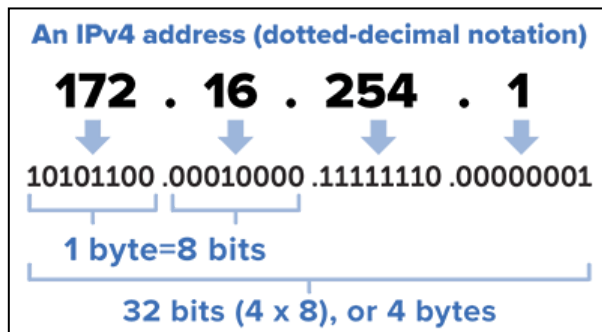 An IPv4 address (dotted-decimal notation)
172 . 16 . 254 . 1
10101100 .00010000 .11111110 .00000001
1 byte=8 bits
32 bits (4 x 8), or 4 bytes